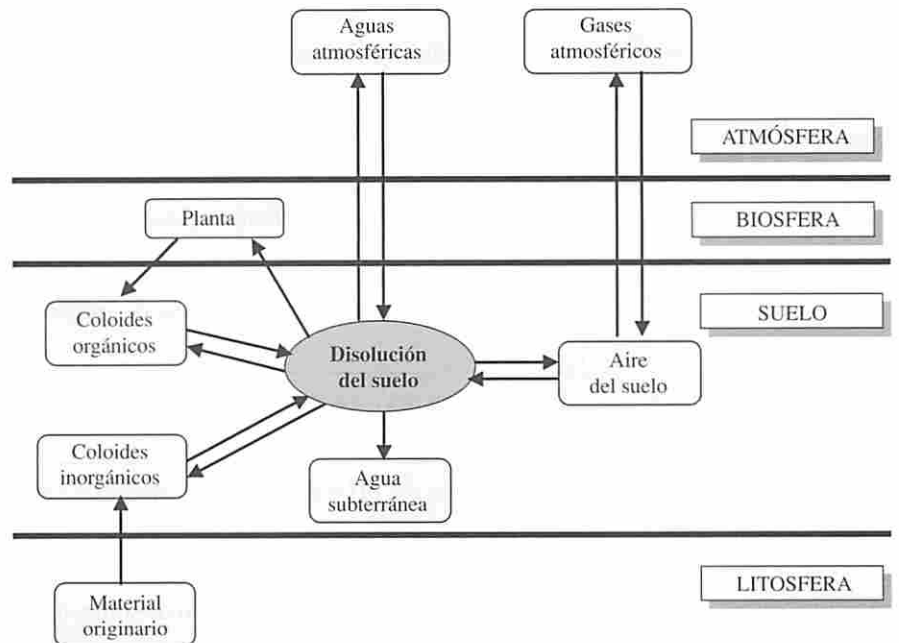 Aguas
atmosféricas
Gases
atmosféricos
ATMÓSFERA
Planta
BIOSFERA
Coloides
orgánicos
Disolución
del suelo
Aire
del suelo
SUELO
Coloides
inorgánicos
Agua
subterránea
Material
originario
LITOSFERA